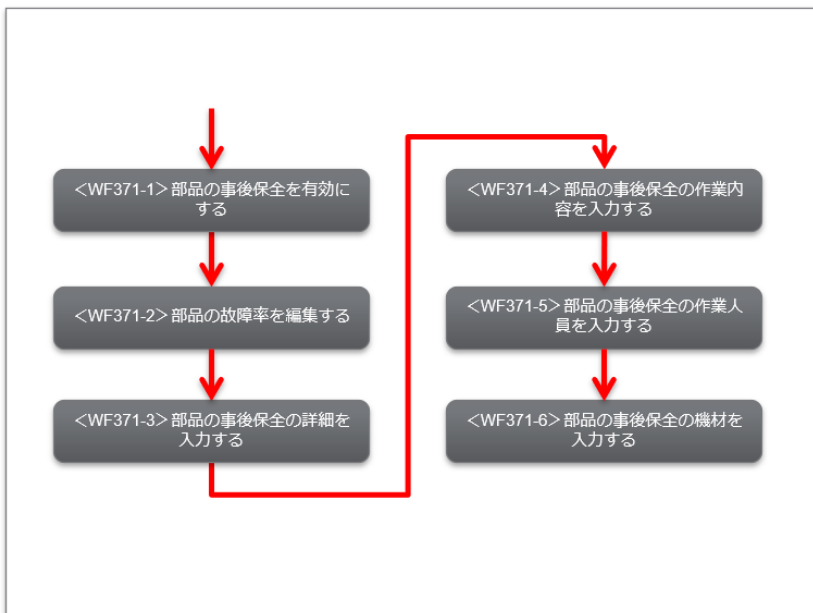 ＜WF371-1＞部品の事後保全を有効に
する
＜WF371-2＞部品の故障率を編集する
＜WF371-3＞部品の事後保全の詳細を
入力する
＜WF371-4＞部品の事後保全の作業内
容を入力する
＜WF371-5＞部品の事後保全の作業人
員を入力する
＜WF371-6＞部品の事後保全の機材を
入力する